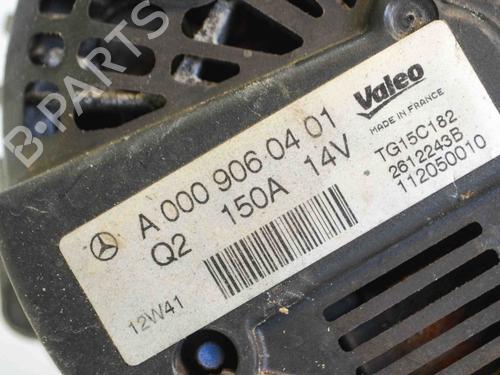 B-PARTS
Valeo
MADE IN FRANCE
A 000 906 04 01
Q2 150A 14V
TG15C182
2612243B
112050010
12W41